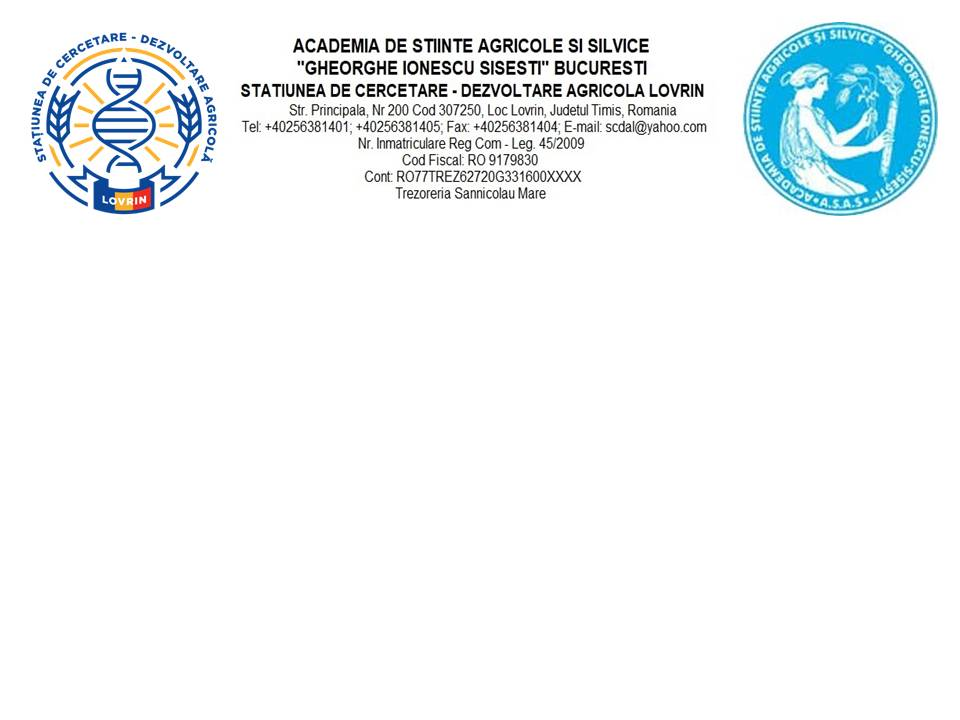 STAȚIUNEA DE CERCETARE - DEZVOLTARE AGRICOLĂ
LOVRIN
ACADEMIA DE STIINTE AGRICOLE SI SILVICE
"GHEORGHE IONESCU SISESTI" BUCURESTI
STATIUNEA DE CERCETARE - DEZVOLTARE AGRICOLA LOVRIN
Str. Principala, Nr 200 Cod 307250, Loc Lovrin, Judetul Timis, Romania
Tel: +40256381401; +40256381405; Fax: +40256381404; E-mail: scdal@yahoo.com
Nr. Inmatriculare Reg Com - Leg. 45/2009
Cod Fiscal: RO 9179830
Cont: RO77TREZ62720G331600XXXX
Trezoreria Sannicolau Mare
ACADEMIA DE ȘTIINȚE AGRICOLE ȘI SILVICE "GHEORGHE IONESCU-ȘIȘEȘTI"
A.S.A.S.